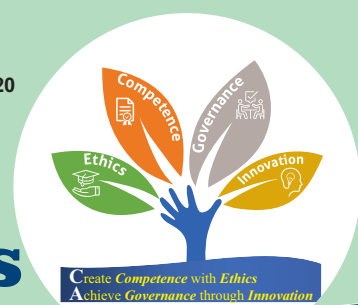 20
Competence
Governance
Ethics
Innovation
s
Create Competence with Ethics
Achieve Governance through Innovation